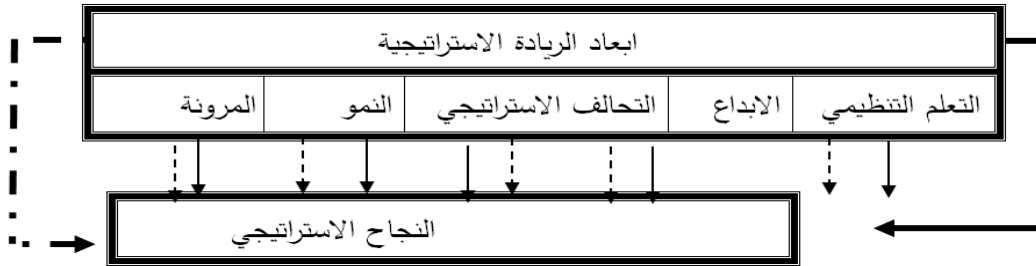 ابعاد الريادة الاستراتيجية
التعلم التنظيمي الابداع التحالف الاستراتيجي النمو المرونة
النجاح الاستراتيجي